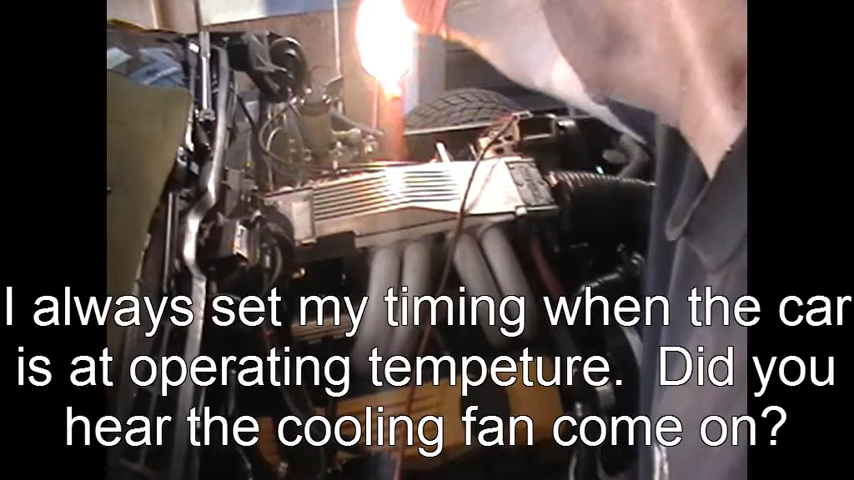 I always set my timing when the car
is at operating tempeture.  Did you
hear the cooling fan come on?